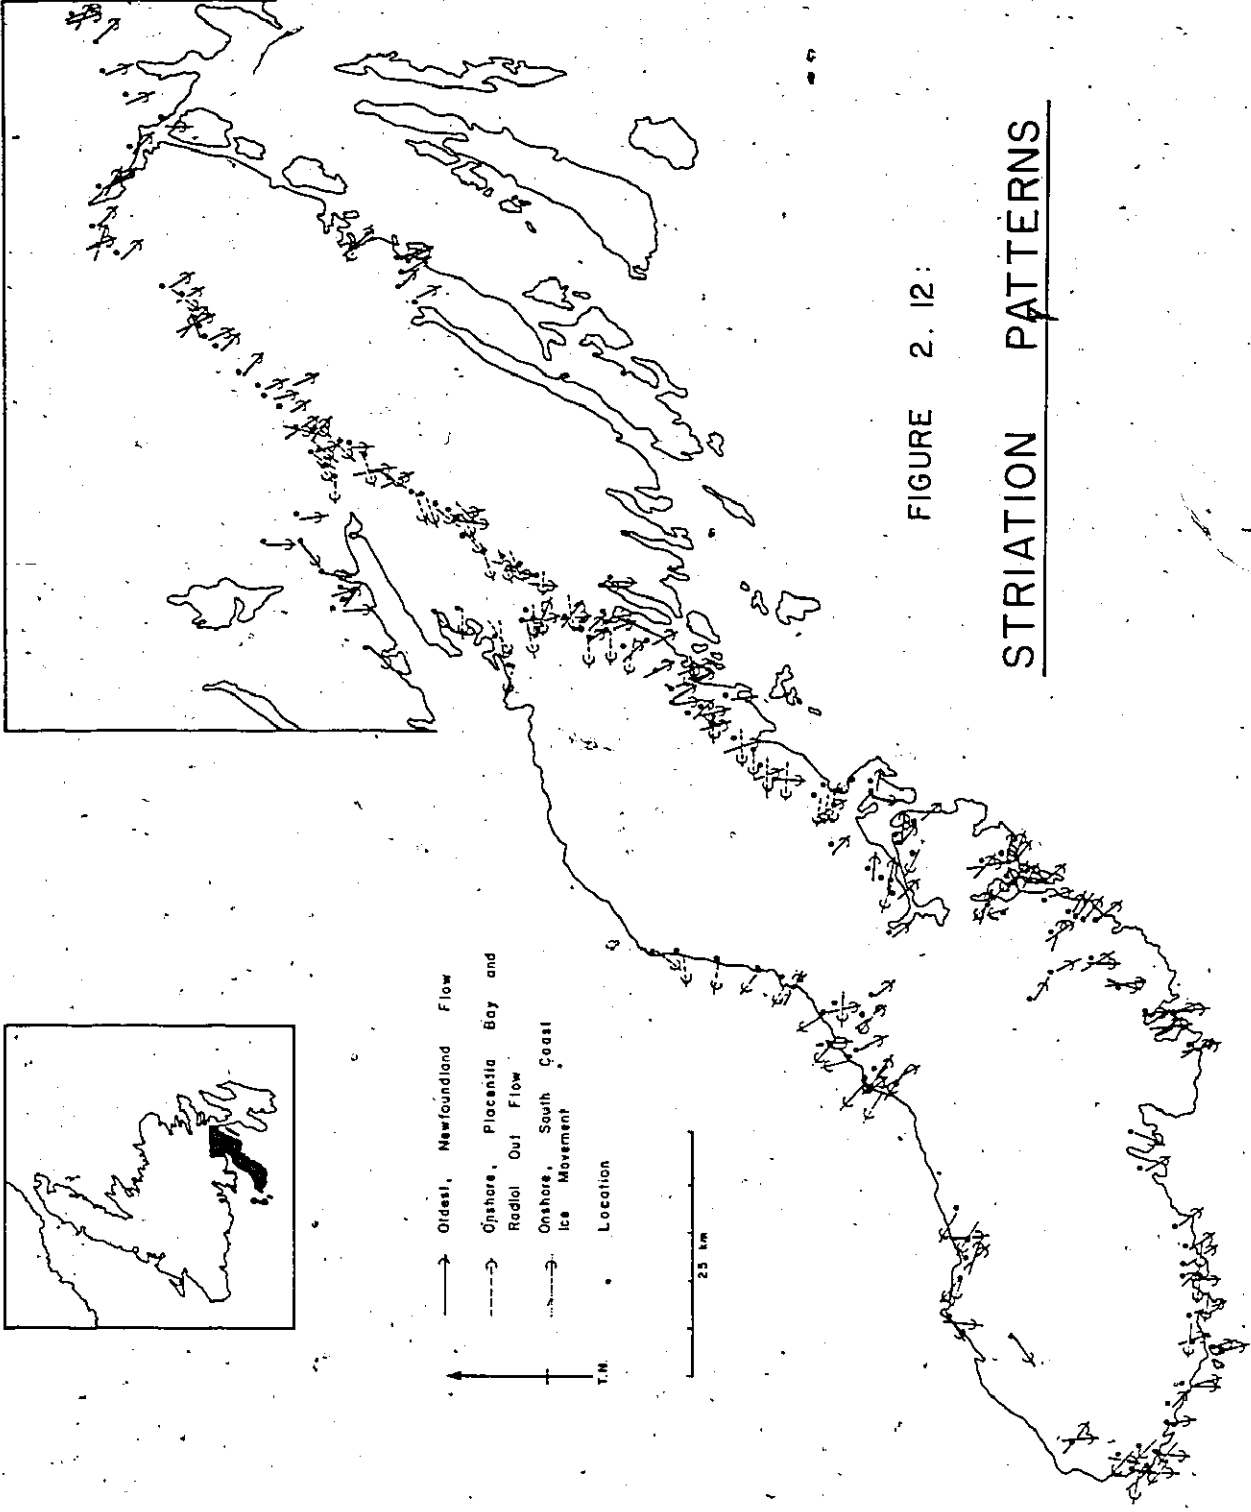 Oldest, Newfoundland Flow
Onshore, Placentia Bay and
Radial Out Flow
Onshore, South Coast
Ice Movement
Location
T.N.
25 km
FIGURE 2.12:
STRIATION PATTERNS